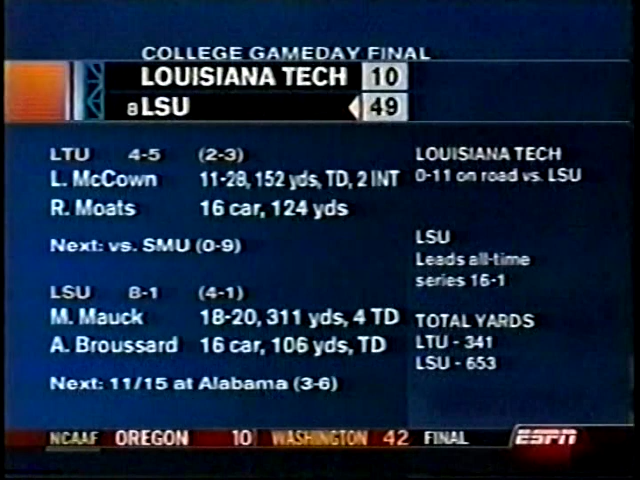 COLLEGE GAMEDAY FINAL
LOUISIANA TECH 10
8 LSU 49
LTU 4-5 (2-3)
L. McCown 11-28, 152 yds, TD, 2 INT
R. Moats 16 car, 124 yds
Next: vs. SMU (0-9)
LSU 8-1 (4-1)
M. Mauck 18-20, 311 yds, 4 TD
A. Broussard 16 car, 106 yds, TD
Next: 11/15 at Alabama (3-6)
LOUISIANA TECH
0-11 on road vs. LSU
LSU
Leads all-time
series 16-1
TOTAL YARDS
LTU - 341
LSU - 653
NCAAF OREGON 10 WASHINGTON 42 FINAL ESPN